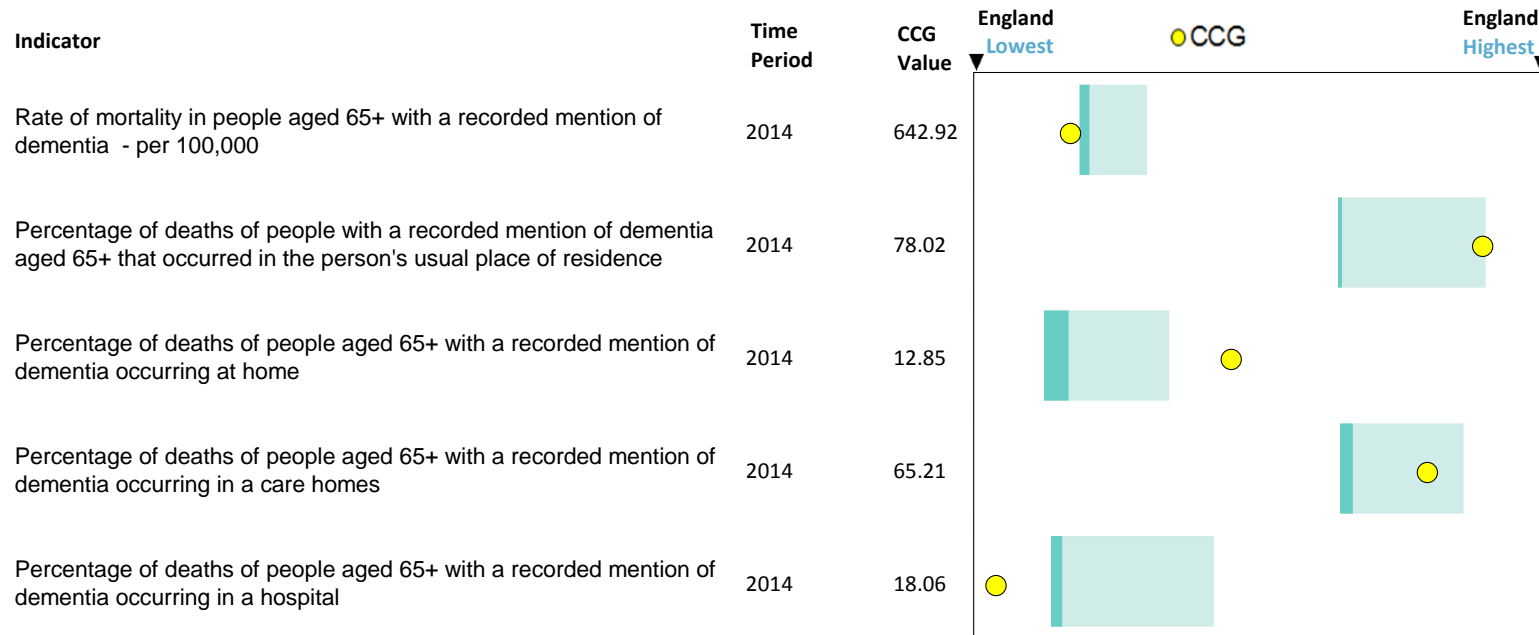 Indicator
Time
Period
CCG
Value
England
Lowest
CCG
England
Highest
Rate of mortality in people aged 65+ with a recorded mention of
dementia - per 100,000
2014
642.92
Percentage of deaths of people with a recorded mention of dementia
aged 65+ that occurred in the person's usual place of residence
2014
78.02
Percentage of deaths of people aged 65+ with a recorded mention of
dementia occurring at home
2014
12.85
Percentage of deaths of people aged 65+ with a recorded mention of
dementia occurring in a care homes
2014
65.21
Percentage of deaths of people aged 65+ with a recorded mention of
dementia occurring in a hospital
2014
18.06